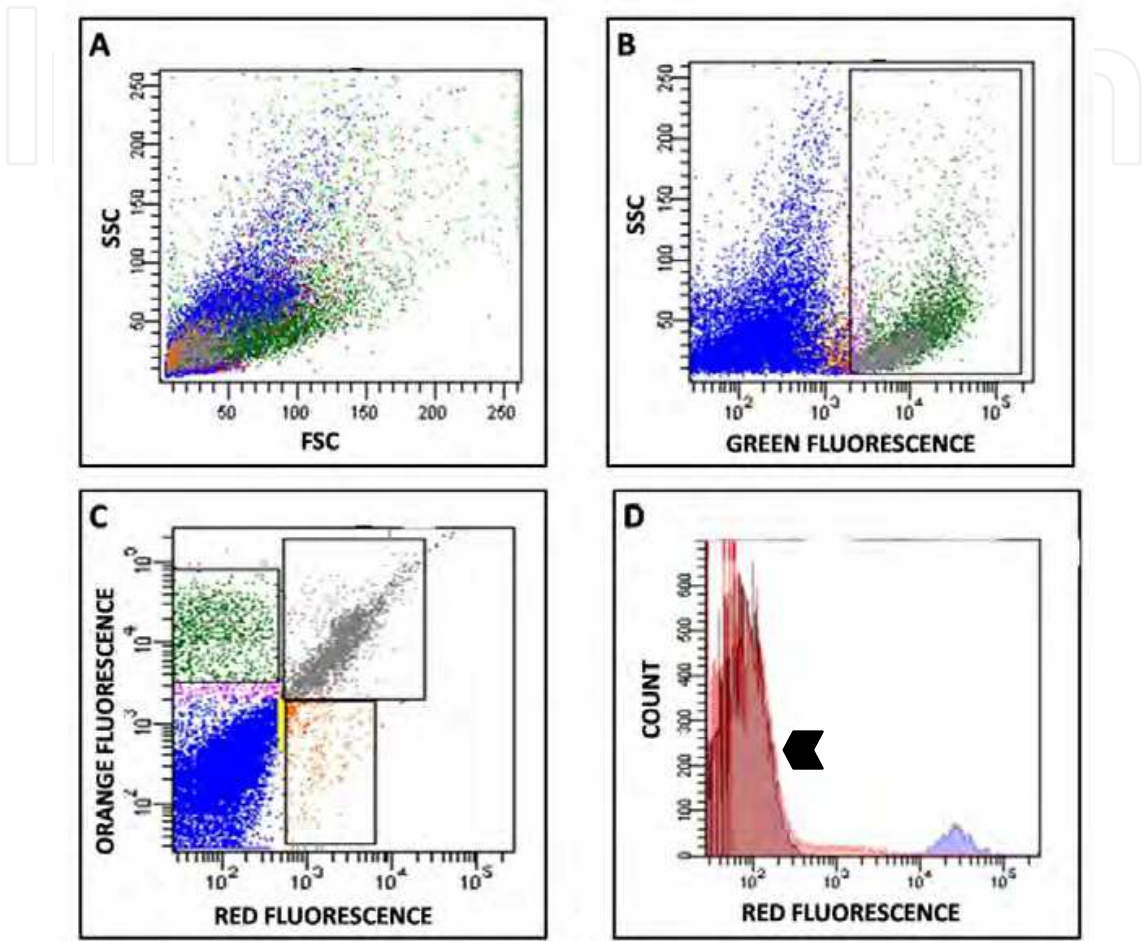 A
SSC
250
200
150
100
50
50 100 150 200 250
FSC
B
SSC
250
200
150
100
50
10² 10³ 10⁴ 10⁵
GREEN FLUORESCENCE
C
ORANGE FLUORESCENCE
10⁵
10⁴
10³
10²
10² 10³ 10⁴ 10⁵
RED FLUORESCENCE
D
COUNT
600
500
400
300
200
100
0
10² 10³ 10⁴ 10⁵
RED FLUORESCENCE